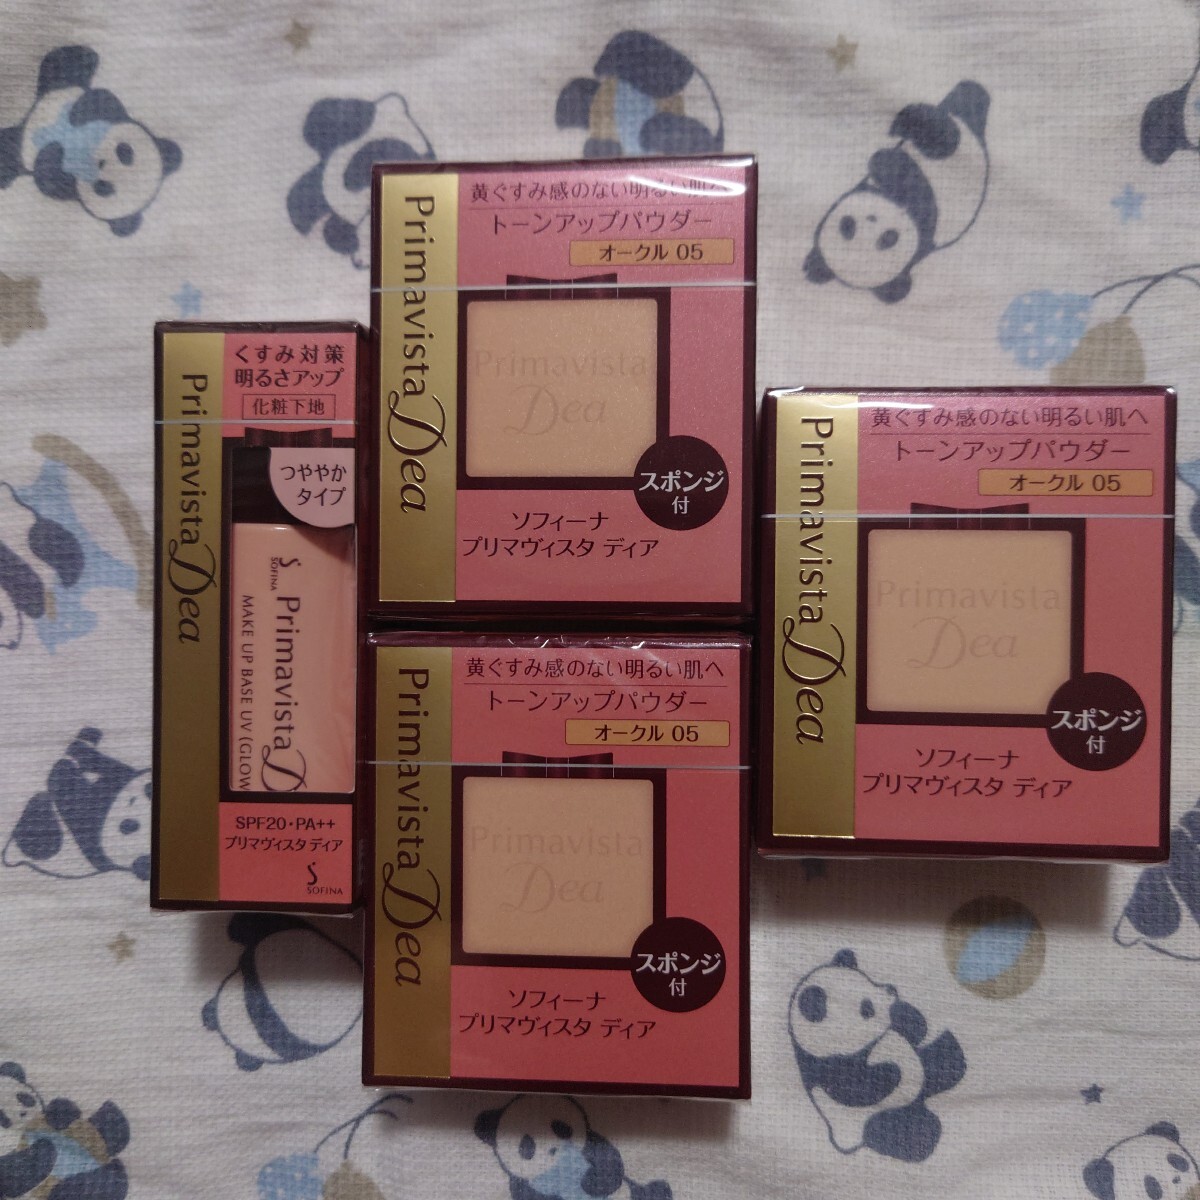 くすみ対策
明るさアップ
化粧下地
Primavista Dea
つややか
タイプ
SOFINA
Primavista D
MAKE UP BASE UV (GLOW
SPF20・PA++
プリマヴィスタ ディア
SOFINA
黄ぐすみ感のない明るい肌へ
トーンアップパウダー
オークル 05
Primavista Dea
Primavista
Dea
スポンジ
付
ソフィーナ
プリマヴィスタ ディア
黄ぐすみ感のない明るい肌へ
トーンアップパウダー
オークル 05
Primavista Dea
Primavista
Dea
スポンジ
付
ソフィーナ
プリマヴィスタ ディア
黄ぐすみ感のない明るい肌へ
トーンアップパウダー
オークル 05
Primavista Dea
Primavista
Dea
スポンジ
付
ソフィーナ
プリマヴィスタ ディア